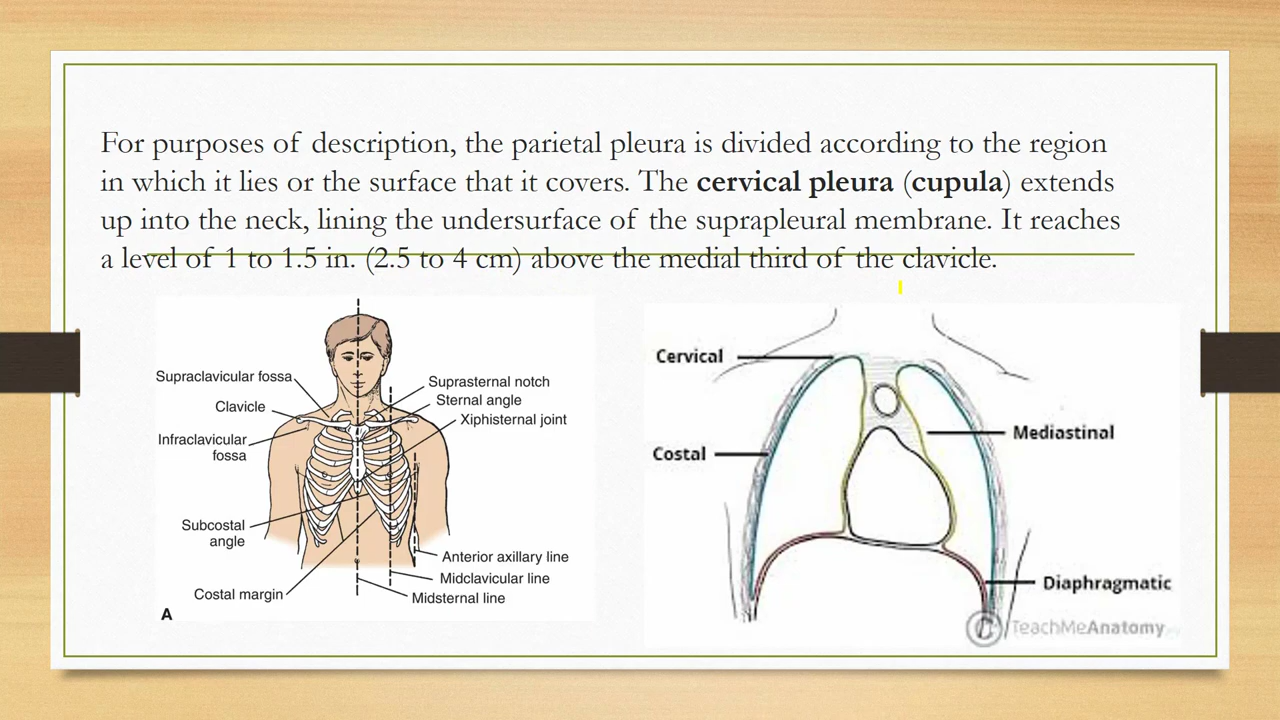 For purposes of description, the parietal pleura is divided according to the region
in which it lies or the surface that it covers. The cervical pleura (cupula) extends
up into the neck, lining the undersurface of the suprapleural membrane. It reaches
a level of 1 to 1.5 in. (2.5 to 4 cm) above the medial third of the clavicle.
Supraclavicular fossa
Clavicle
Infraclavicular
fossa
Subcostal
angle
Costal margin
A
Suprasternal notch
Sternal angle
Xiphisternal joint
Anterior axillary line
Midclavicular line
Midsternal line
Cervical
Costal
Mediastinal
Diaphragmatic
TeachMeAnatomy